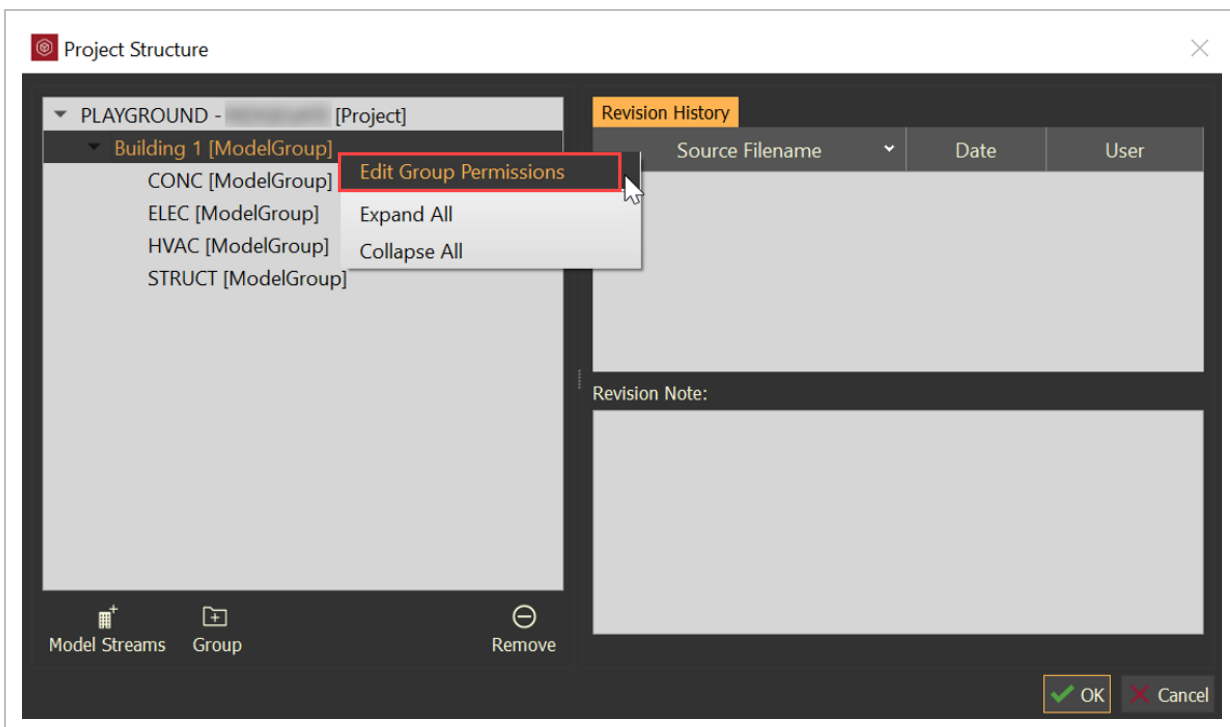 Project Structure
PLAYGROUND - [Project]
Building 1 [ModelGroup]
CONC [ModelGroup]
ELEC [ModelGroup]
HVAC [ModelGroup]
STRUCT [ModelGroup]
Edit Group Permissions
Expand All
Collapse All
Model Streams
Group
Remove
Revision History
Source Filename Date User
Revision Note:
OK Cancel